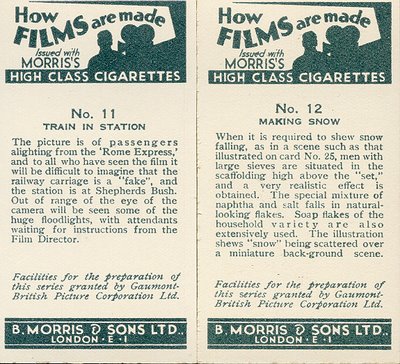 How
FILMS are made
Issued with
MORRIS'S
HIGH CLASS CIGARETTES
No. 11
TRAIN IN STATION
The picture is of passengers
alighting from the 'Rome Express,'
and to all who have seen the film it
will be difficult to imagine that the
railway carriage is a "fake", and
the station is at Shepherds Bush.
Out of range of the eye of the
camera will be seen some of the
huge floodlights, with attendants
waiting for instructions from the
Film Director.
Facilities for the preparation of
this series granted by Gaumont-
British Picture Corporation Ltd.
B. MORRIS & SONS LTD.,
LONDON · E · 1
How
FILMS are made
Issued with
MORRIS'S
HIGH CLASS CIGARETTES
No. 12
MAKING SNOW
When it is required to shew snow
falling, as in a scene such as that
illustrated on card No. 25, men with
large sieves are situated in the
scaffolding high above the "set,"
and a very realistic effect is
obtained. The special mixture of
naphtha and salt falls in natural-
looking flakes. Soap flakes of the
household variety are also
extensively used. The illustration
shews "snow" being scattered over
a miniature back-ground scene.
Facilities for the preparation of
this series granted by Gaumont-
British Picture Corporation Ltd.
B. MORRIS & SONS LTD.,
LONDON · E · 1